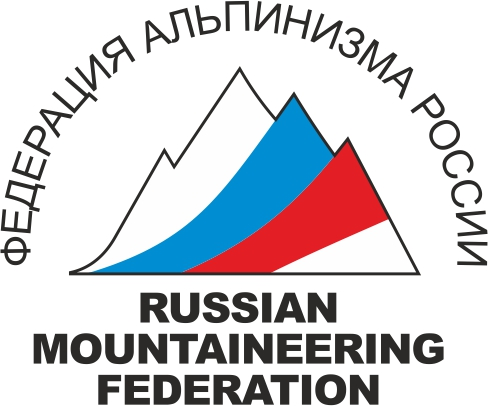 ФЕДЕРАЦИЯ АЛЬПИНИЗМА РОССИИ
RUSSIAN
MOUNTAINEERING
FEDERATION